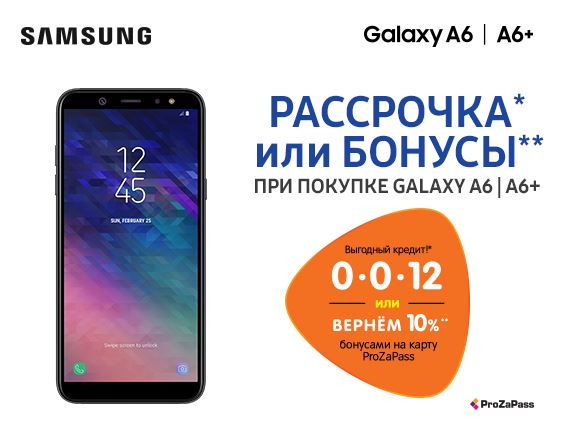 SAMSUNG
Galaxy A6 | A6+
РАССРОЧКА*
или БОНУСЫ**
ПРИ ПОКУПКЕ GALAXY A6 | A6+
12
45
SUN, FEBRUARY 25
Swipe screen to unlock
Выгодный кредит!*
0·0·12
или
ВЕРНЁМ 10%**
бонусами на карту
ProZaPass
ProZaPass